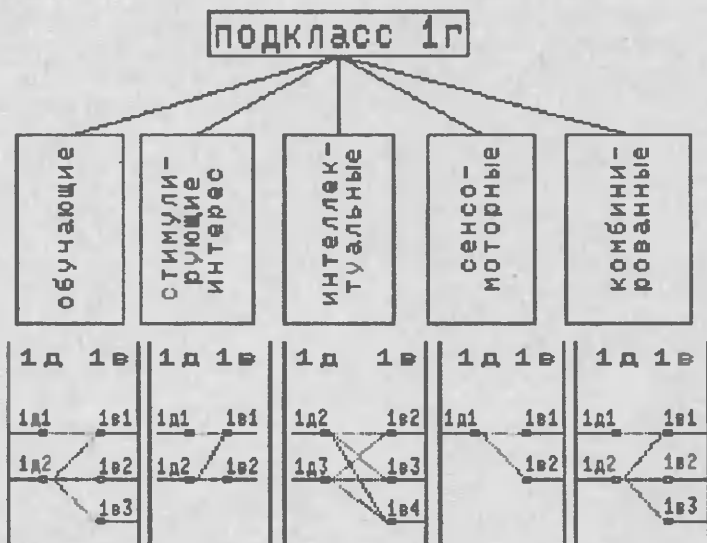 подкласс 1г
обучающие
стимули-
рующие
интерес
интеллек-
туальные
сенсо-
моторные
комбини-
рованные
1д 1в
1д1 1в1
1д2 1в2
1в3
1д 1в
1д1 1в1
1д2 1в2
1д 1в
1д2 1в2
1д3 1в3
1в4
1д 1в
1д1 1в1
1в2
1д 1в
1д1 1в1
1д2 1в2
1в3